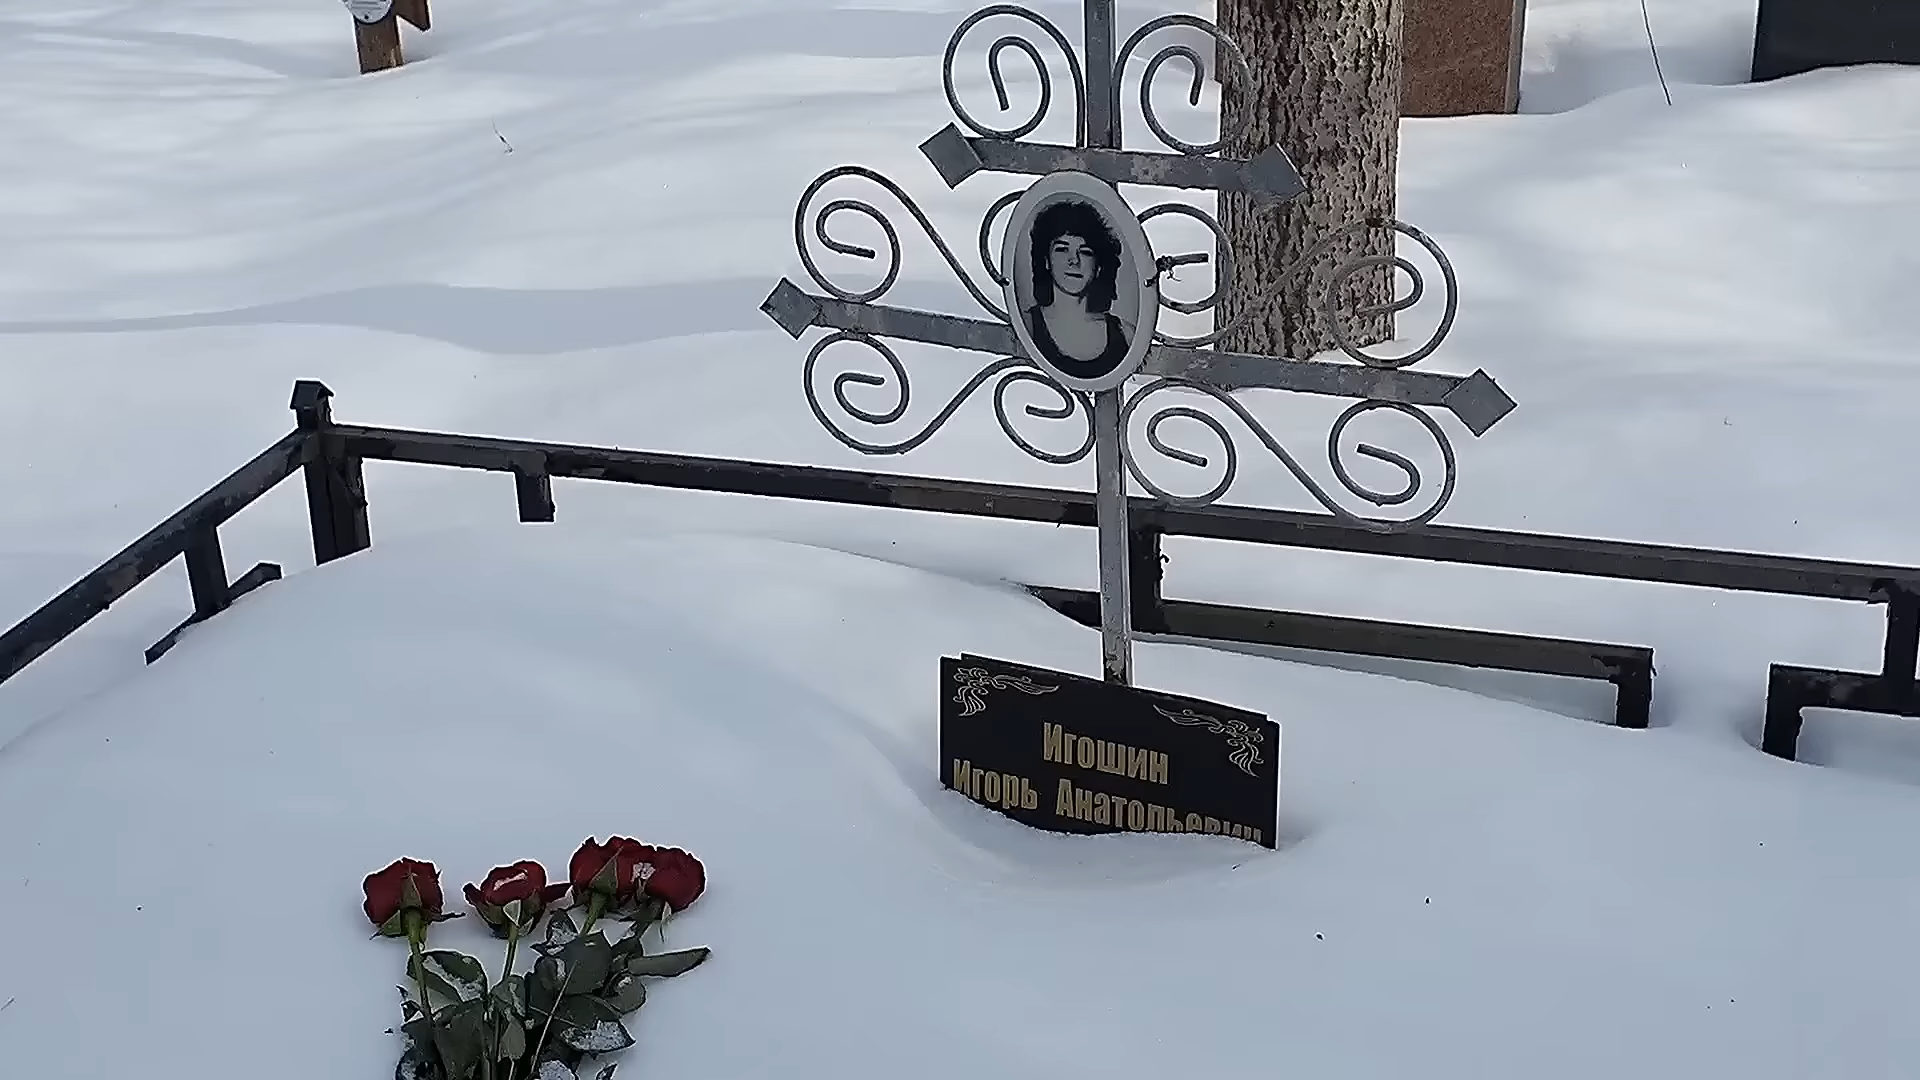 Игошин
Игорь Анатольевич